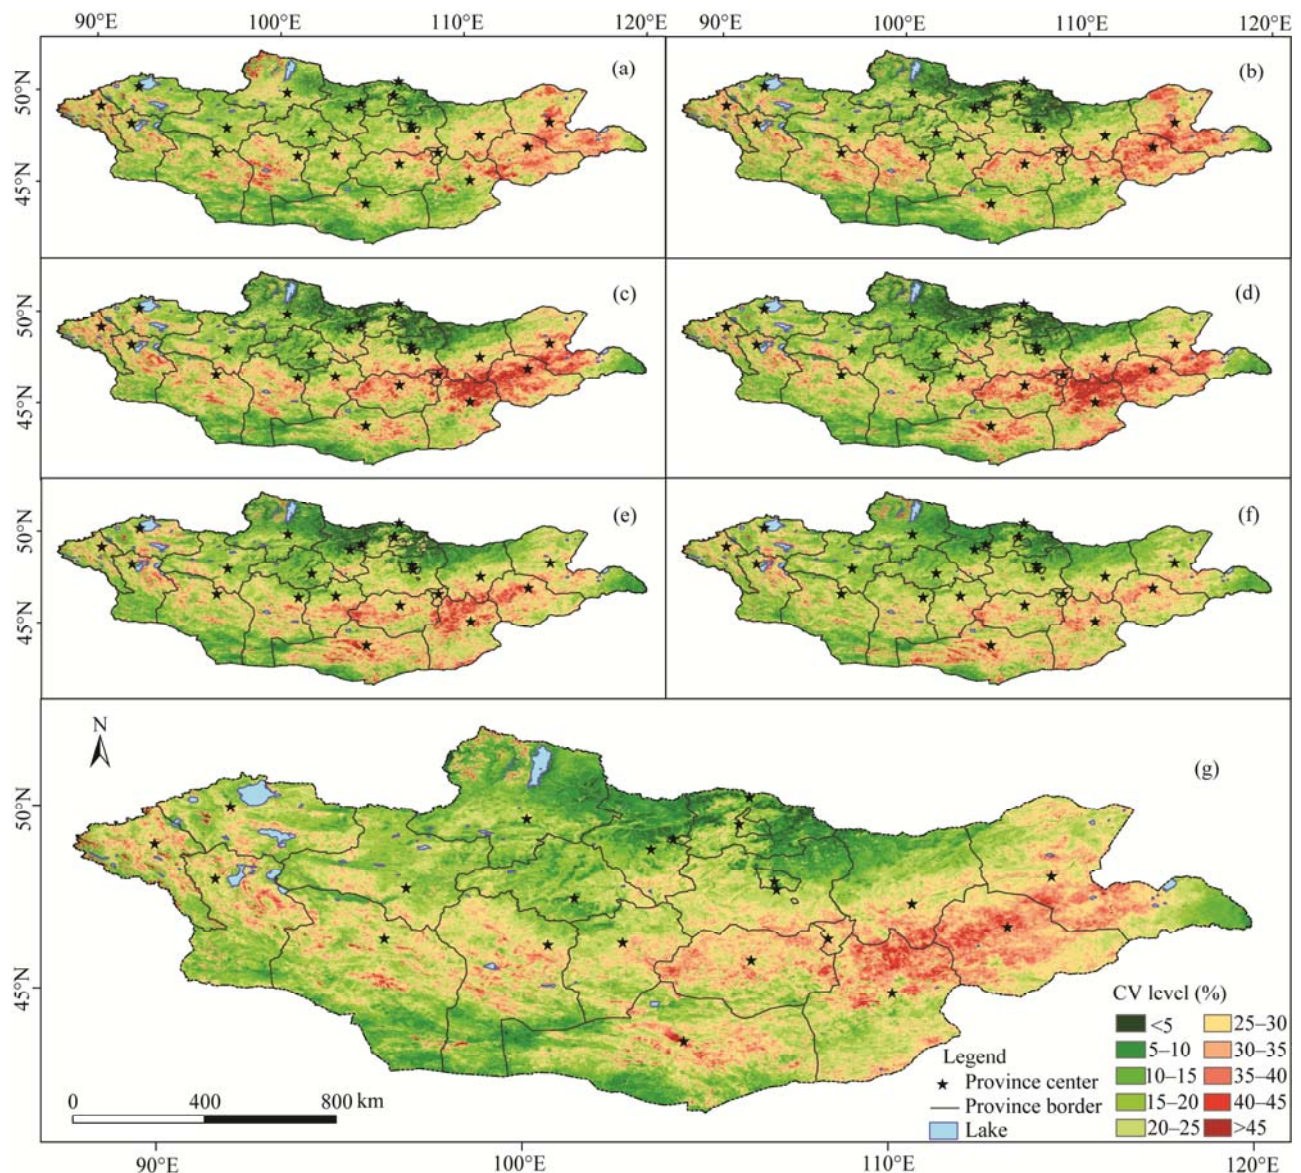 90°E 100°E 110°E 120°E 90°E 100°E 110°E 120°E
50°N (a) (b)
45°N
50°N (c) (d)
45°N
50°N (e) (f)
45°N
N
(g)
50°N
45°N
CV level (%)
<5 25–30
5–10 30–35
10–15 35–40
15–20 40–45
20–25 >45
Legend
Province center
Province border
Lake
0 400 800 km
90°E 100°E 110°E 120°E